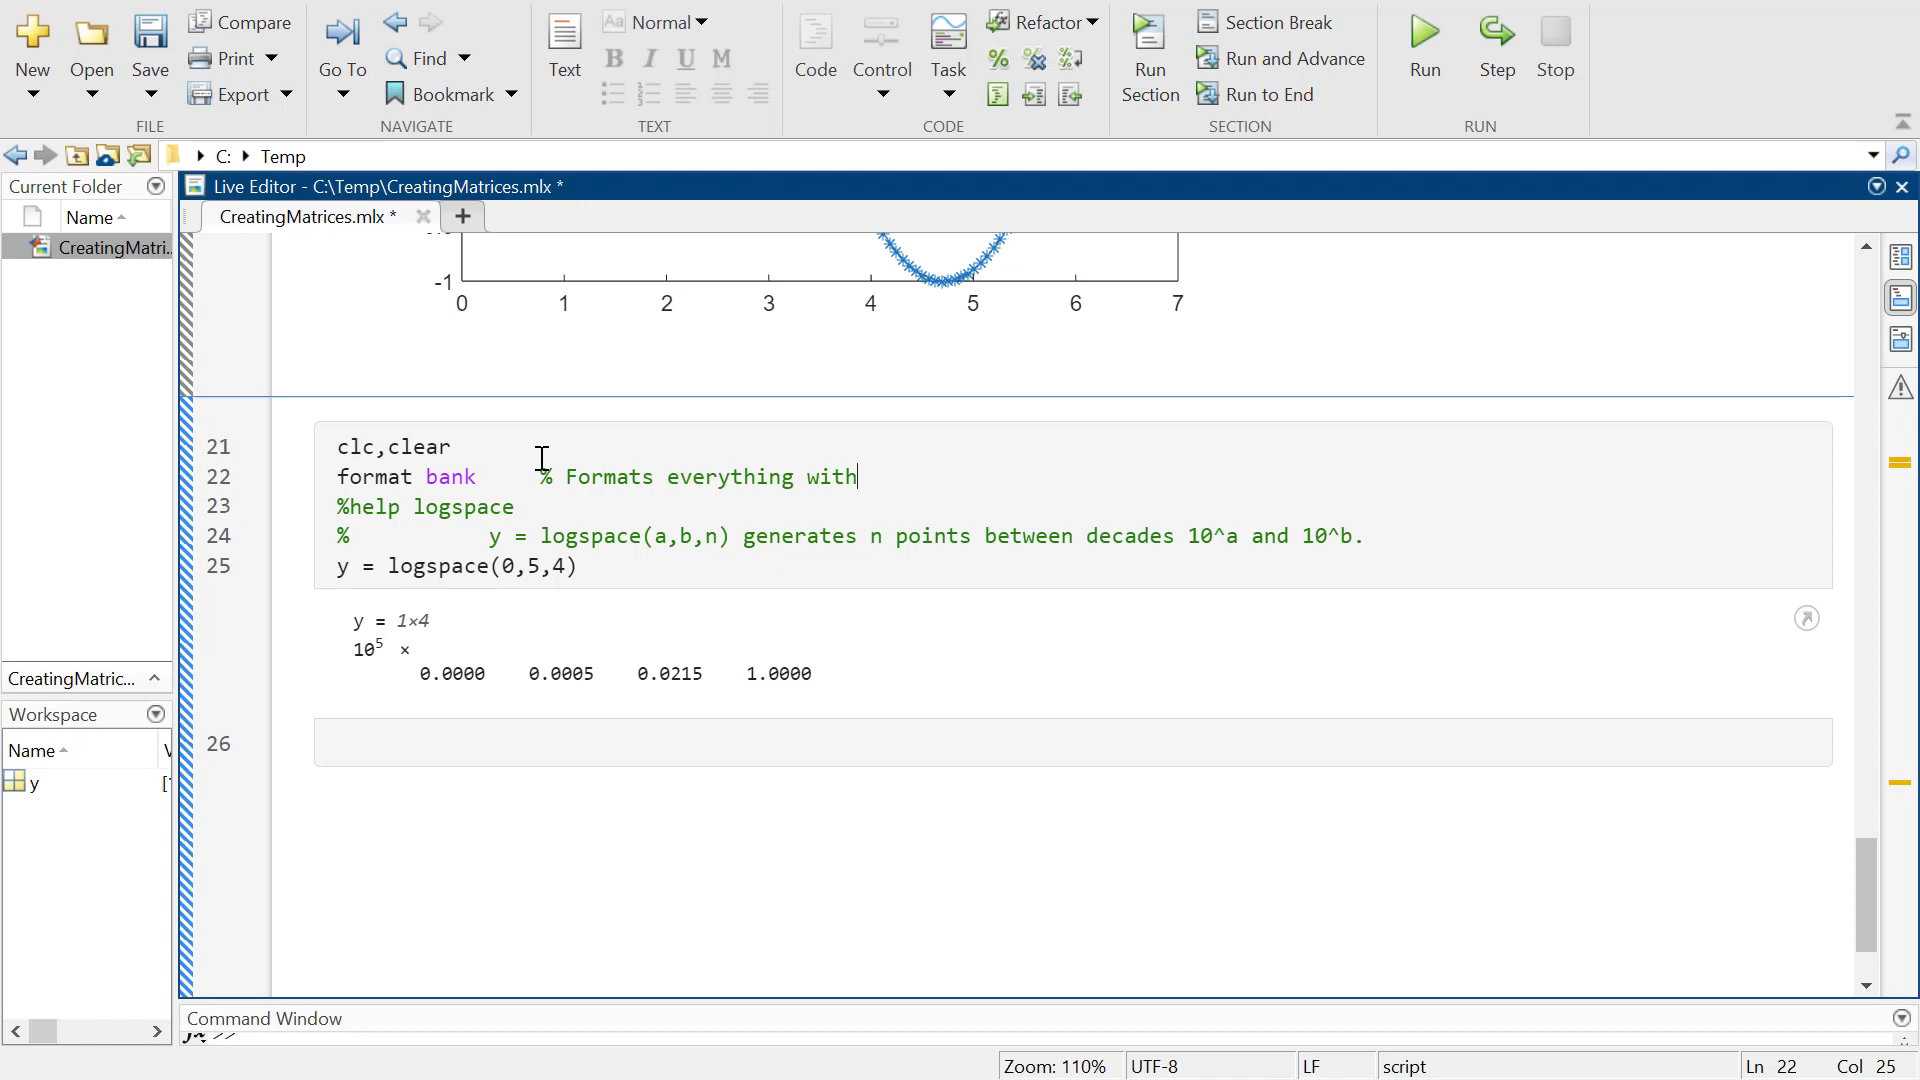 New Open Save Compare Print Export Go To Find Bookmark Text Normal B I U M Code Control Task Refactor Run Section Section Break Run and Advance Run to End Run Step Stop
FILE NAVIGATE TEXT CODE SECTION RUN
C: Temp
Current Folder
Name
CreatingMatri..
CreatingMatric...
Workspace
Name
y
Live Editor - C:\Temp\CreatingMatrices.mlx *
CreatingMatrices.mlx * +
-1
0 1 2 3 4 5 6 7
21 clc,clear
22 format bank % Formats everything with
23 %help logspace
24 % y = logspace(a,b,n) generates n points between decades 10^a and 10^b.
25 y = logspace(0,5,4)
y = 1×4
10⁵ ×
0.0000 0.0005 0.0215 1.0000
26
Command Window
Zoom: 110% UTF-8 LF script Ln 22 Col 25